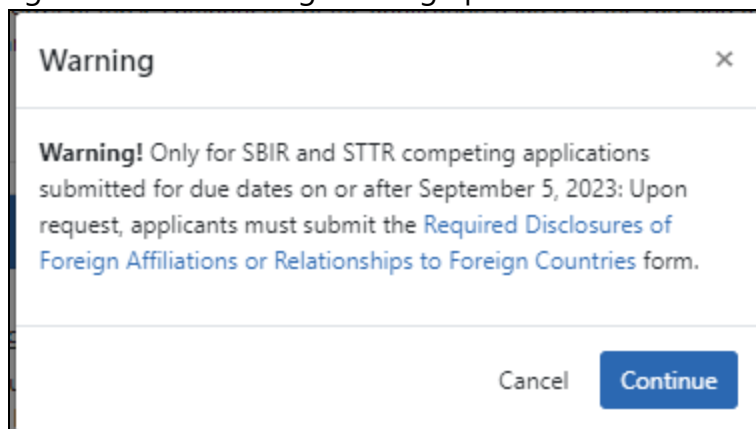 Warning ×
Warning! Only for SBIR and STTR competing applications
submitted for due dates on or after September 5, 2023: Upon
request, applicants must submit the Required Disclosures of
Foreign Affiliations or Relationships to Foreign Countries form.
Cancel Continue